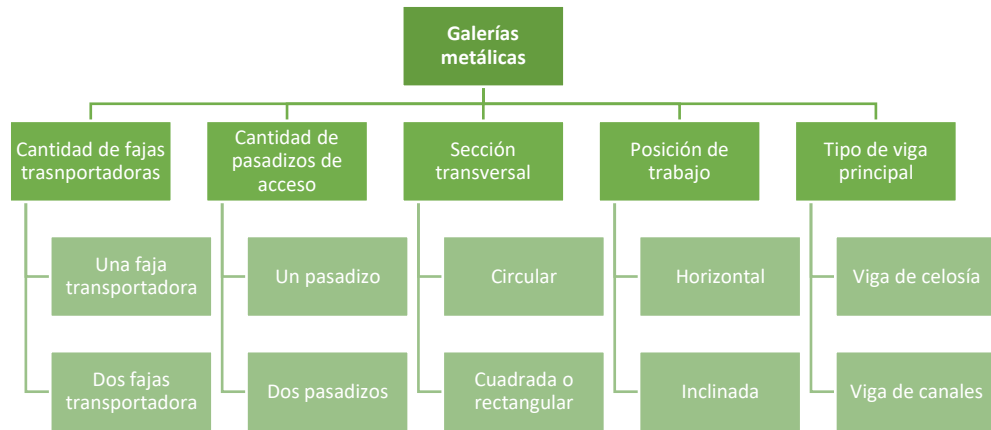 Galerías
metálicas
Cantidad de fajas
trasnportadoras
Una faja
transportadora
Dos fajas
transportadora
Cantidad de
pasadizos de
acceso
Un pasadizo
Dos pasadizos
Sección
transversal
Circular
Cuadrada o
rectangular
Posición de
trabajo
Horizontal
Inclinada
Tipo de viga
principal
Viga de celosía
Viga de canales